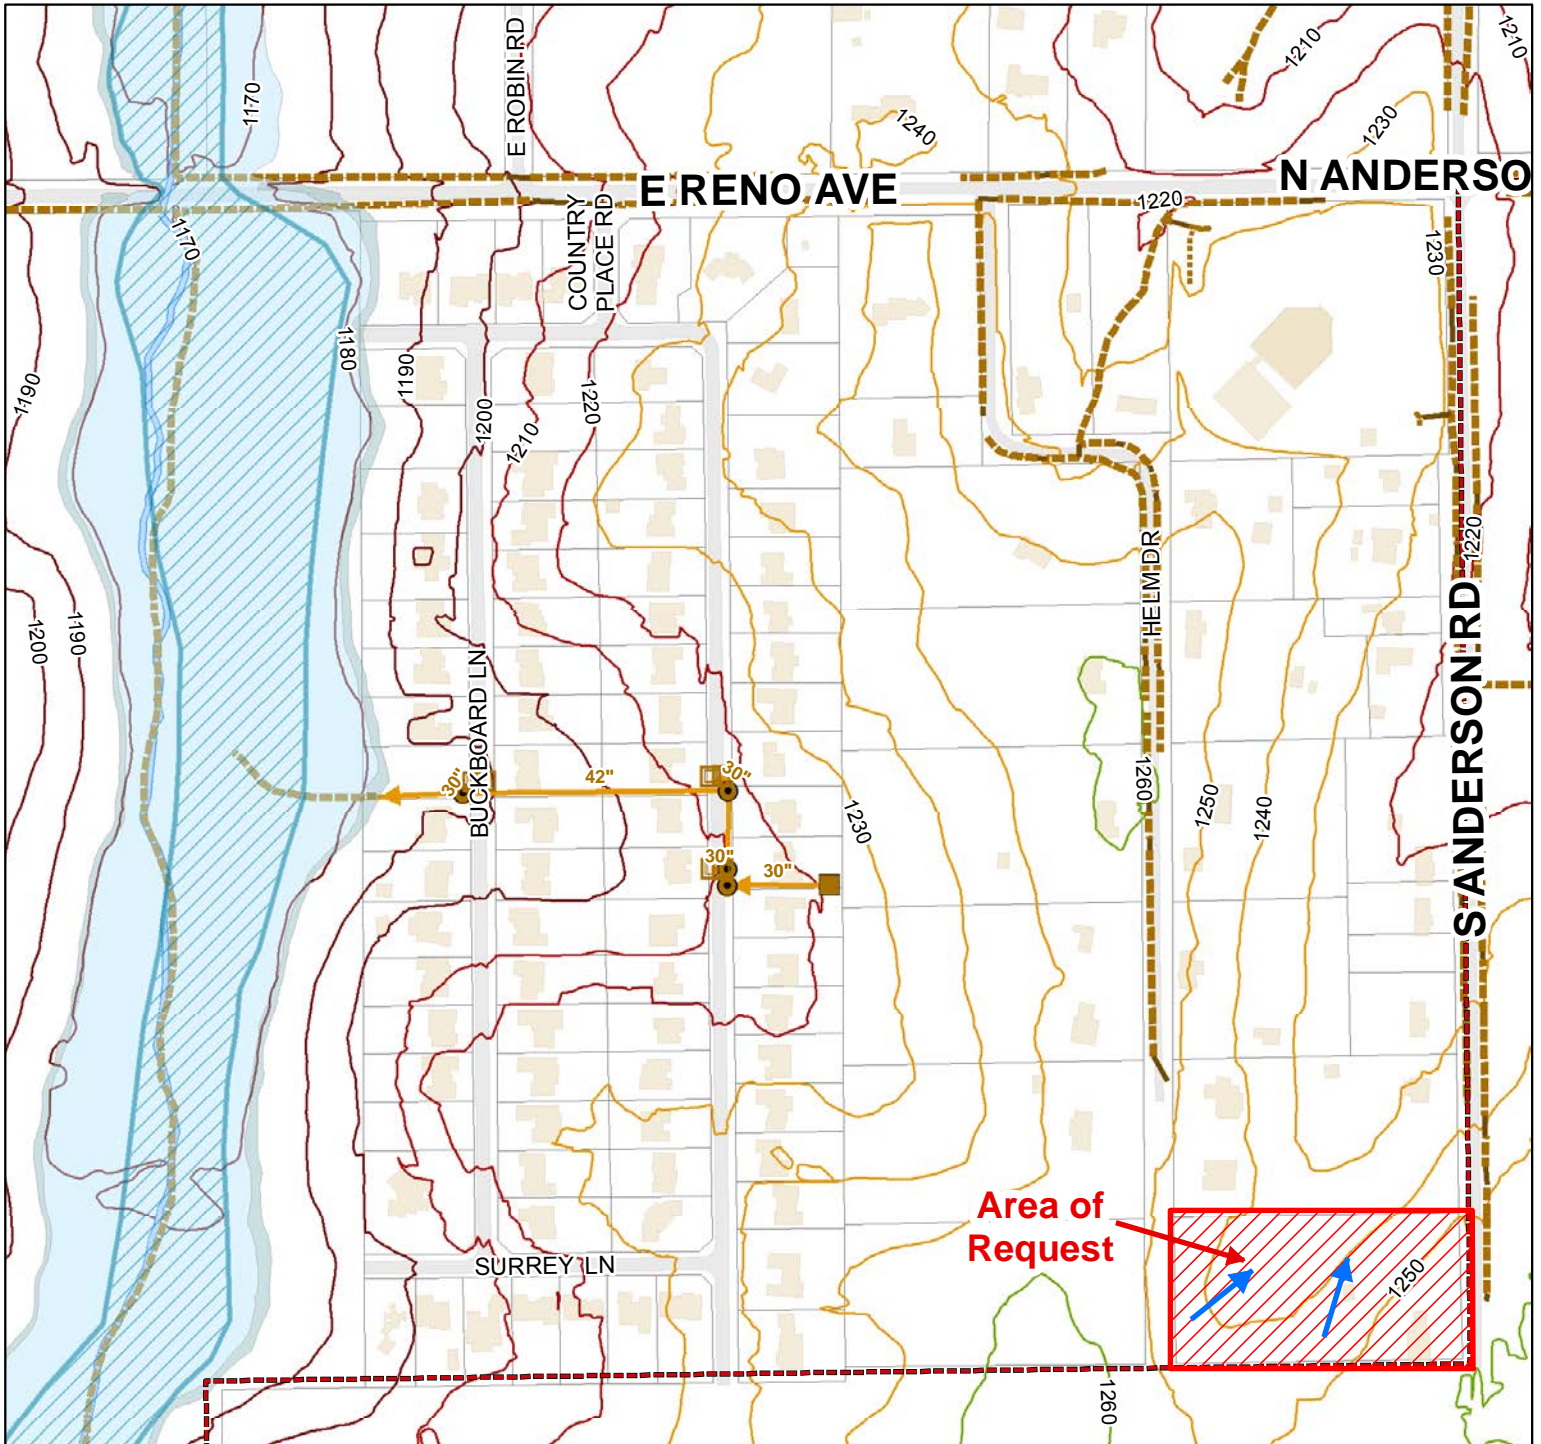 1210
1210
E ROBIN RD
1170
1240
1230
E RENO AVE
N ANDERSO
1220
COUNTRY
PLACE RD
1170
1230
1180
1190
1190
1220
1200
1210
1220
HELM DR
S ANDERSON RD
1200
1190
BUCKBOARD LN
30"
42"
30"
1260
1250
1240
1230
30"
30"
Area of
Request
SURREY LN
1250
1260